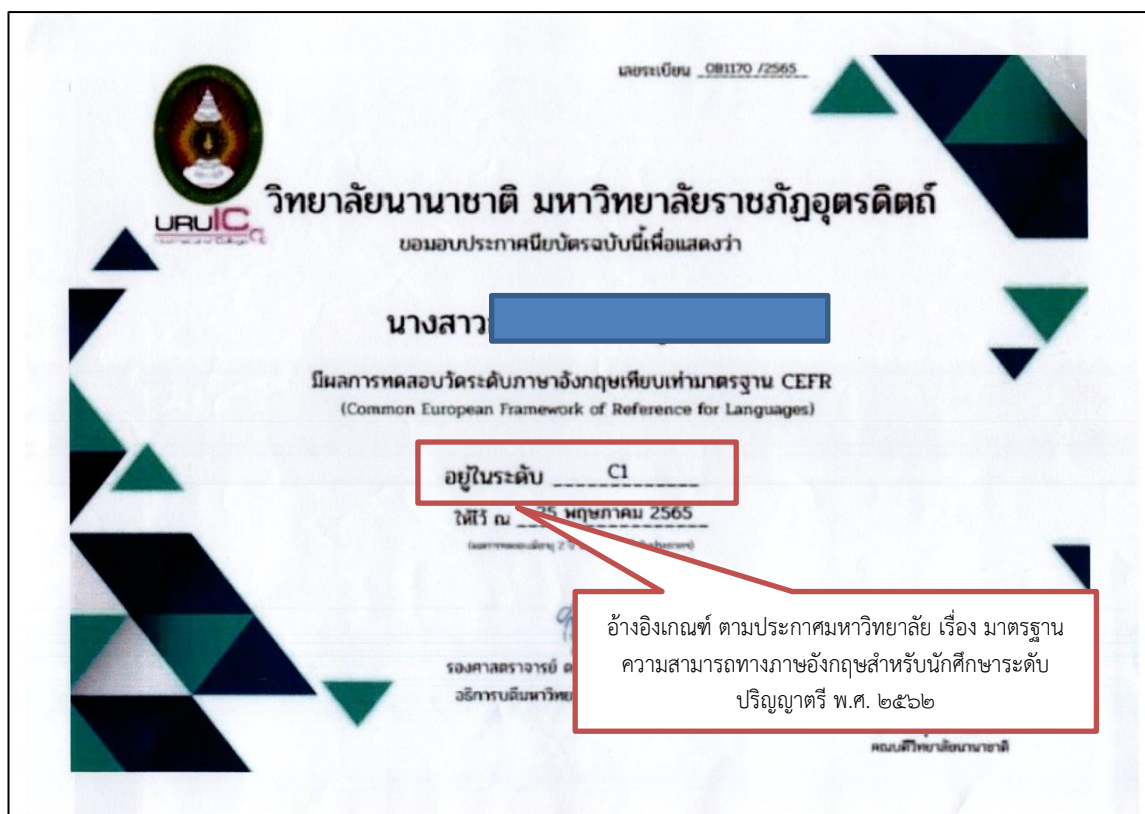 เลขระเบียน 0B1170 /2565
URUIC
วิทยาลัยนานาชาติ มหาวิทยาลัยราชภัฏอุตรดิตถ์
ขอมอบประกาศนียบัตรฉบับนี้เพื่อแสดงว่า
นางสาว
มีผลการทดสอบวัดระดับภาษาอังกฤษเทียบเท่ามาตรฐาน CEFR
(Common European Framework of Reference for Languages)
อยู่ในระดับ C1
ให้ไว้ ณ 25 พฤษภาคม 2565
อ้างอิงเกณฑ์ ตามประกาศมหาวิทยาลัย เรื่อง มาตรฐาน
ความสามารถทางภาษอังกฤษสำหรับนักศึกษาระดับ
ปริญญาตรี พ.ศ. ๒๕๖๒
รองศาสตราจารย์
อธิการบดีมหาวิทย
คณบดีวิทยาลัยนานาชาติ